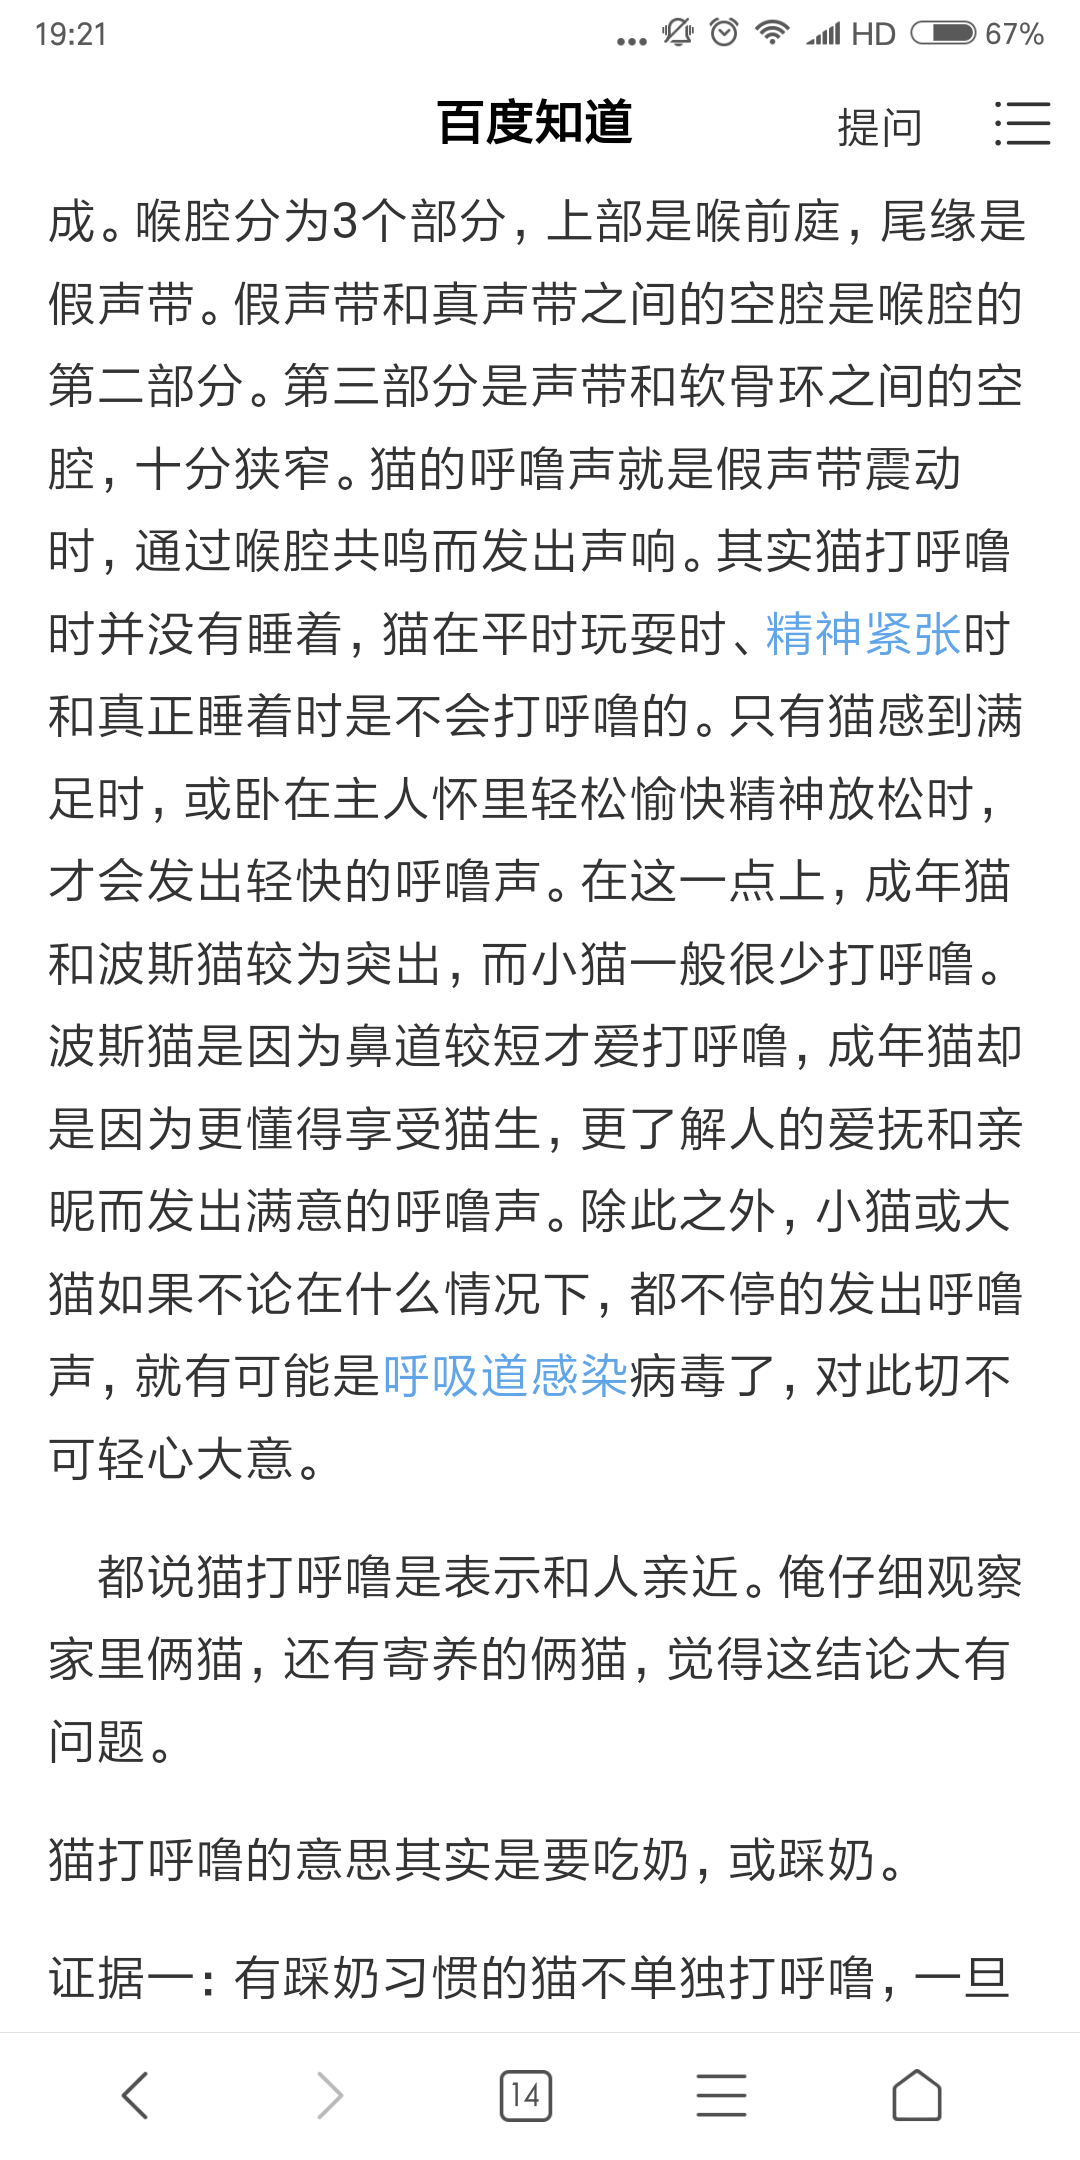 19:21
... HD 67%
百度知道
提问
成。喉腔分为3个部分，上部是喉前庭，尾缘是
假声带。假声带和真声带之间的空腔是喉腔的
第二部分。第三部分是声带和软骨环之间的空
腔，十分狭窄。猫的呼噜声就是假声带震动
时，通过喉腔共鸣而发出声响。其实猫打呼噜
时并没有睡着，猫在平时玩耍时、精神紧张时
和真正睡着时是不会打呼噜的。只有猫感到满
足时，或卧在主人怀里轻松愉快精神放松时，
才会发出轻快的呼噜声。在这一点上，成年猫
和波斯猫较为突出，而小猫一般很少打呼噜。
波斯猫是因为鼻道较短才爱打呼噜，成年猫却
是因为更懂得享受猫生，更了解人的爱抚和亲
昵而发出满意的呼噜声。除此之外，小猫或大
猫如果不论在什么情况下，都不停的发出呼噜
声，就有可能是呼吸道感染病毒了，对此切不
可轻心大意。
都说猫打呼噜是表示和人亲近。俺仔细观察
家里俩猫，还有寄养的俩猫，觉得这结论大有
问题。
猫打呼噜的意思其实是要吃奶，或踩奶。
证据一：有踩奶习惯的猫不单独打呼噜，一旦
14